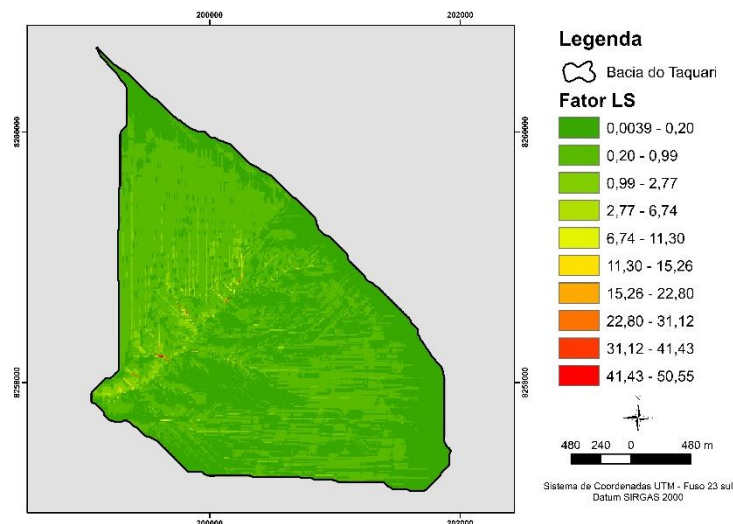 200000
202000
8260000
8260000
8258000
8258000
200000
202000
Legenda
Bacia do Taquari
Fator LS
0,0039 - 0,20
0,20 - 0,99
0,99 - 2,77
2,77 - 6,74
6,74 - 11,30
11,30 - 15,26
15,26 - 22,80
22,80 - 31,12
31,12 - 41,43
41,43 - 50,55
480 240 0 480 m
Sistema de Coordenadas UTM - Fuso 23 sul
Datum SIRGAS 2000